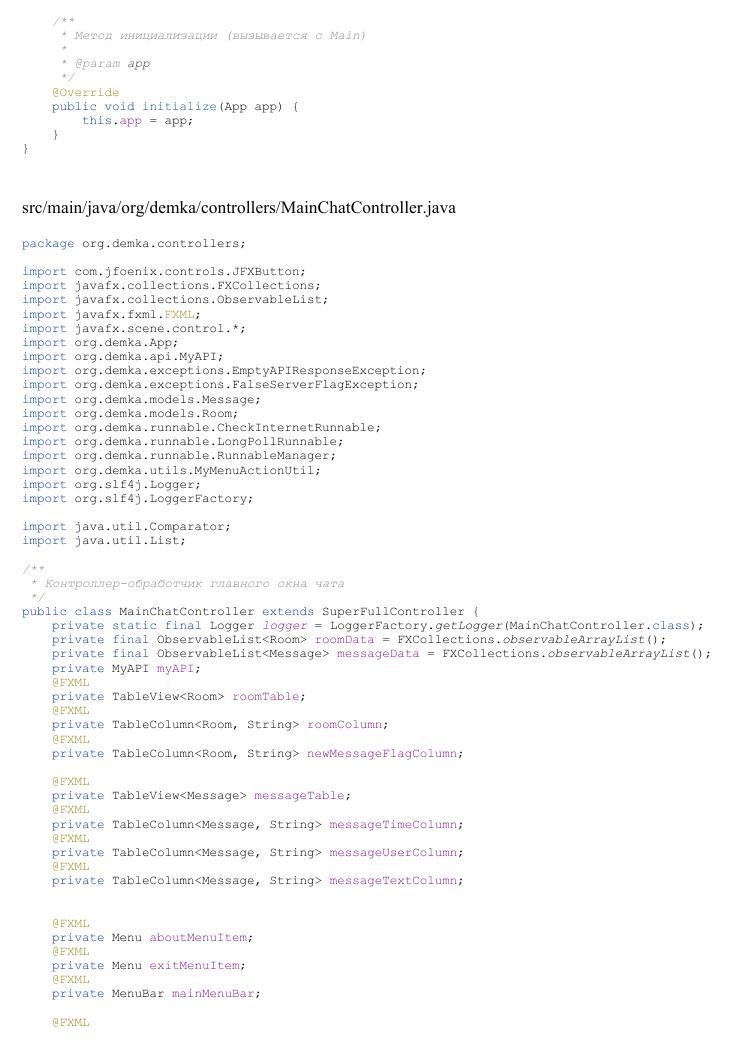 /**
* Метод инициализации (вызывается с Main)
*
* @param app
*/
@Override
public void initialize(App app) {
this.app = app;
}
}
src/main/java/org/demka/controllers/MainChatController.java
package org.demka.controllers;
import com.jfoenix.controls.JFXButton;
import javafx.collections.FXCollections;
import javafx.collections.ObservableList;
import javafx.fxml.FXML;
import javafx.scene.control.*;
import org.demka.App;
import org.demka.api.MyAPI;
import org.demka.exceptions.EmptyAPIResponseException;
import org.demka.exceptions.FalseServerFlagException;
import org.demka.models.Message;
import org.demka.models.Room;
import org.demka.runnable.CheckInternetRunnable;
import org.demka.runnable.LongPollRunnable;
import org.demka.runnable.RunnableManager;
import org.demka.utils.MyMenuActionUtil;
import org.slf4j.Logger;
import org.slf4j.LoggerFactory;
import java.util.Comparator;
import java.util.List;
/**
* Контроллер-обработчик главного окна чата
*/
public class MainChatController extends SuperFullController {
private static final Logger logger = LoggerFactory.getLogger(MainChatController.class);
private final ObservableList<Room> roomData = FXCollections.observableArrayList();
private final ObservableList<Message> messageData = FXCollections.observableArrayList();
private MyAPI myAPI;
@FXML
private TableView<Room> roomTable;
@FXML
private TableColumn<Room, String> roomColumn;
@FXML
private TableColumn<Room, String> newMessageFlagColumn;
@FXML
private TableView<Message> messageTable;
@FXML
private TableColumn<Message, String> messageTimeColumn;
@FXML
private TableColumn<Message, String> messageUserColumn;
@FXML
private TableColumn<Message, String> messageTextColumn;
@FXML
private Menu aboutMenuItem;
@FXML
private Menu exitMenuItem;
@FXML
private MenuBar mainMenuBar;
@FXML